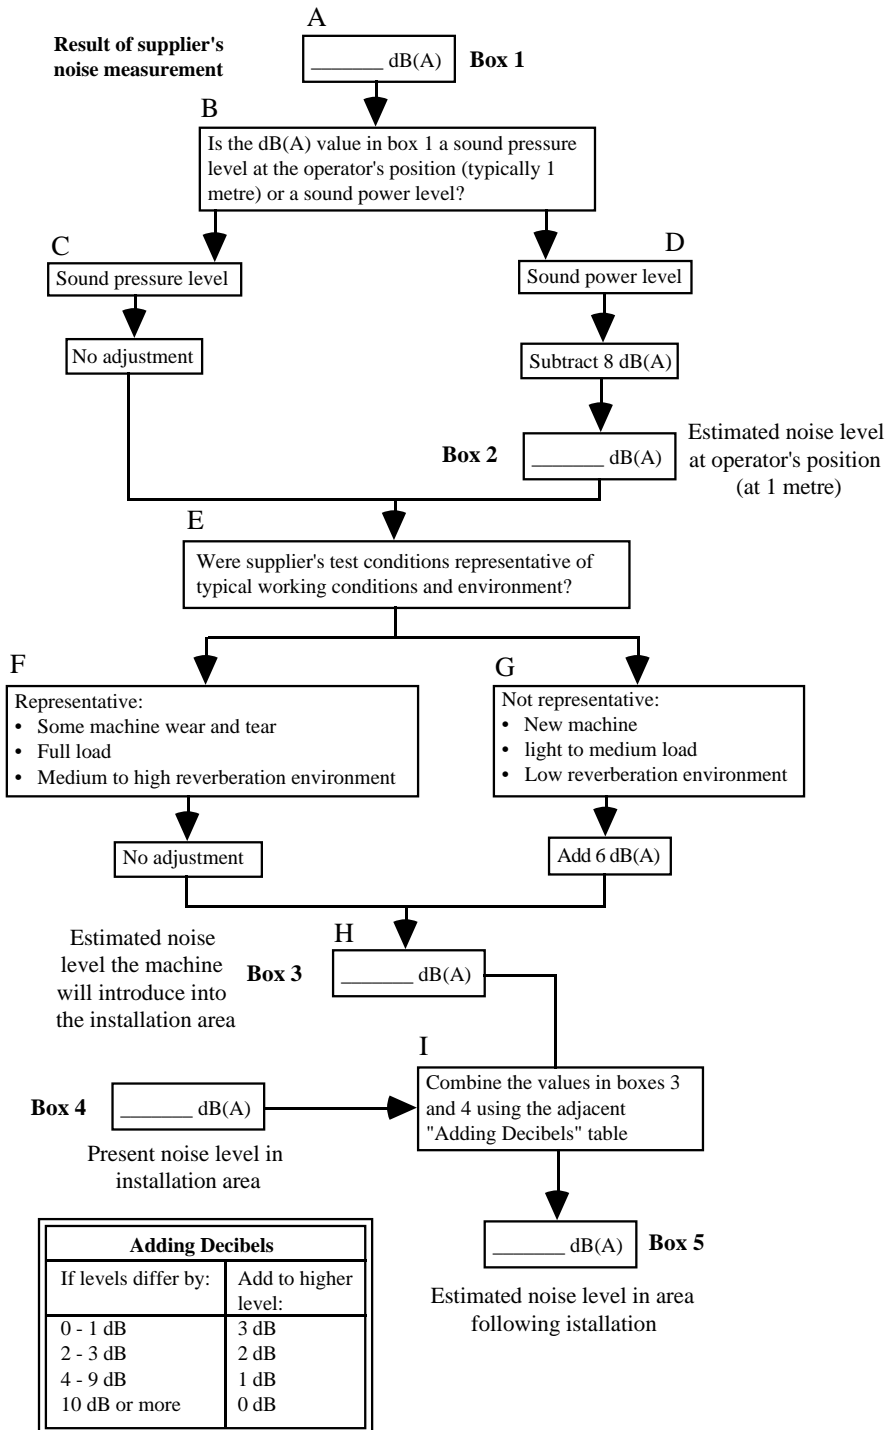 A
Result of supplier's
noise measurement
_______ dB(A)
Box 1
B
Is the dB(A) value in box 1 a sound pressure
level at the operator's position (typically 1
metre) or a sound power level?
C
D
Sound pressure level
Sound power level
No adjustment
Subtract 8 dB(A)
Box 2
_______ dB(A)
Estimated noise level
at operator's position
(at 1 metre)
E
Were supplier's test conditions representative of
typical working conditions and environment?
F
Representative:
• Some machine wear and tear
• Full load
• Medium to high reverberation environment
G
Not representative:
• New machine
• light to medium load
• Low reverberation environment
No adjustment
Add 6 dB(A)
Estimated noise
level the machine
will introduce into
the installation area
Box 3
H
_______ dB(A)
I
Combine the values in boxes 3
and 4 using the adjacent
"Adding Decibels" table
Box 4
_______ dB(A)
Present noise level in
installation area
_______ dB(A)
Box 5
Estimated noise level in area
following istallation
Adding Decibels
If levels differ by:
Add to higher
level:
0 - 1 dB
3 dB
2 - 3 dB
2 dB
4 - 9 dB
1 dB
10 dB or more
0 dB